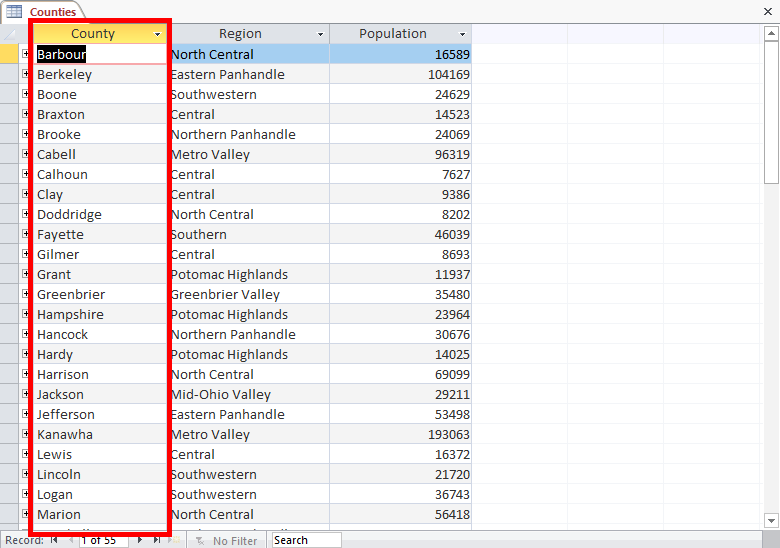 Counties
County Region Population
Barbour North Central 16589
Berkeley Eastern Panhandle 104169
Boone Southwestern 24629
Braxton Central 14523
Brooke Northern Panhandle 24069
Cabell Metro Valley 96319
Calhoun Central 7627
Clay Central 9386
Doddridge North Central 8202
Fayette Southern 46039
Gilmer Central 8693
Grant Potomac Highlands 11937
Greenbrier Greenbrier Valley 35480
Hampshire Potomac Highlands 23964
Hancock Northern Panhandle 30676
Hardy Potomac Highlands 14025
Harrison North Central 69099
Jackson Mid-Ohio Valley 29211
Jefferson Eastern Panhandle 53498
Kanawha Metro Valley 193063
Lewis Central 16372
Lincoln Southwestern 21720
Logan Southwestern 36743
Marion North Central 56418
Record: 1 of 55 No Filter Search